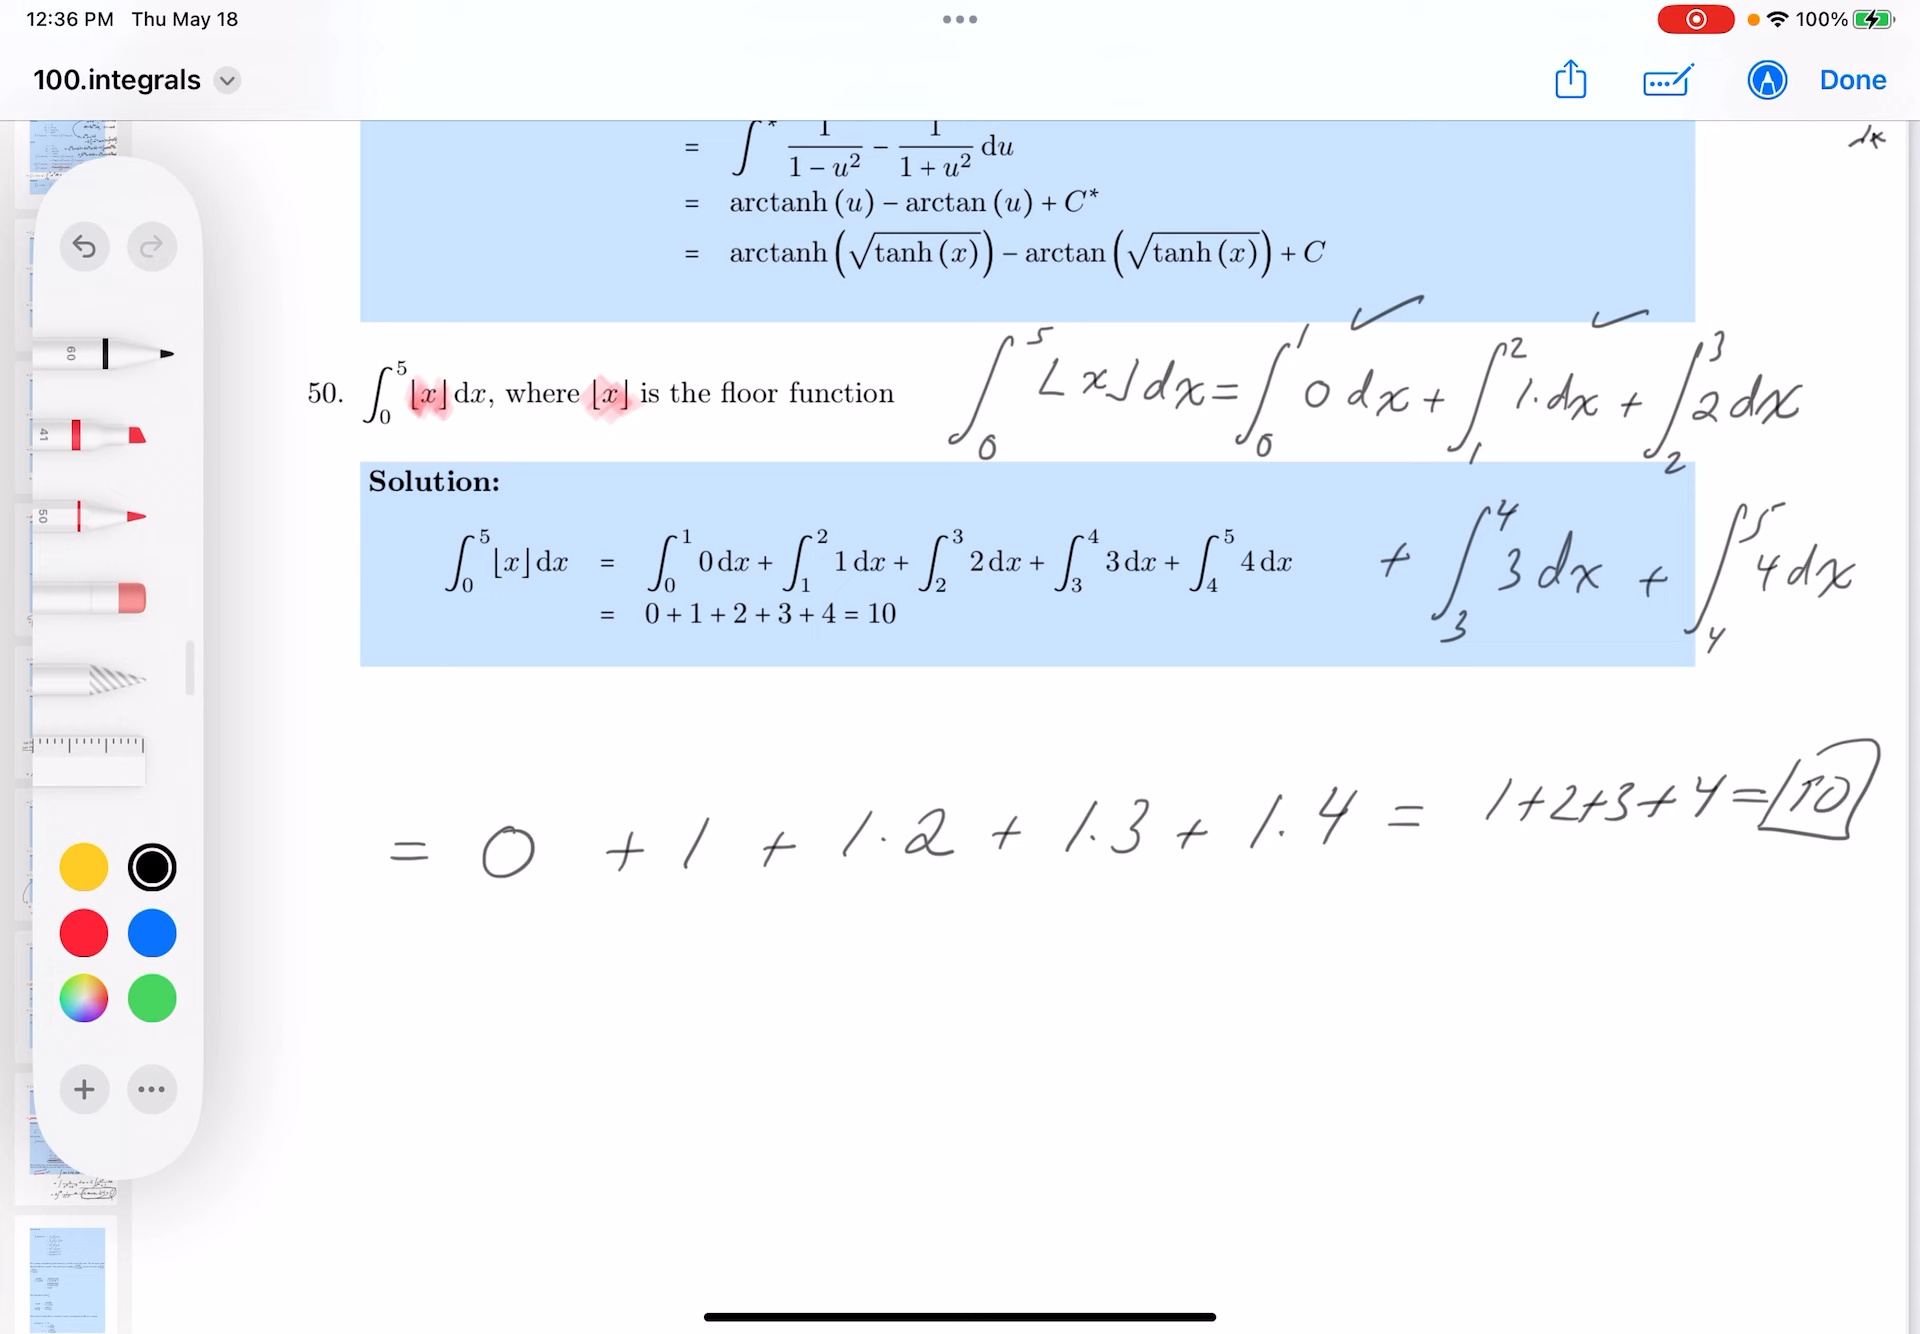 12:36 PM Thu May 18
100%
100.integrals
Done
= ∫* 1/(1 − u²) − 1/(1 + u²) du
= arctanh (u) − arctan (u) + C*
= arctanh (√tanh (x)) − arctan (√tanh (x)) + C
50. ∫₀⁵ ⌊x⌋ dx, where ⌊x⌋ is the floor function
∫₀⁵ ⌊x⌋ dx = ∫₀¹ 0 dx + ∫₁² 1·dx + ∫₂³ 2 dx
+ ∫₃⁴ 3 dx + ∫₄⁵ 4 dx
Solution:
∫₀⁵ ⌊x⌋ dx = ∫₀¹ 0 dx + ∫₁² 1 dx + ∫₂³ 2 dx + ∫₃⁴ 3 dx + ∫₄⁵ 4 dx
= 0 + 1 + 2 + 3 + 4 = 10
= 0 + 1 + 1·2 + 1·3 + 1·4 = 1+2+3+4=10
60
41
50